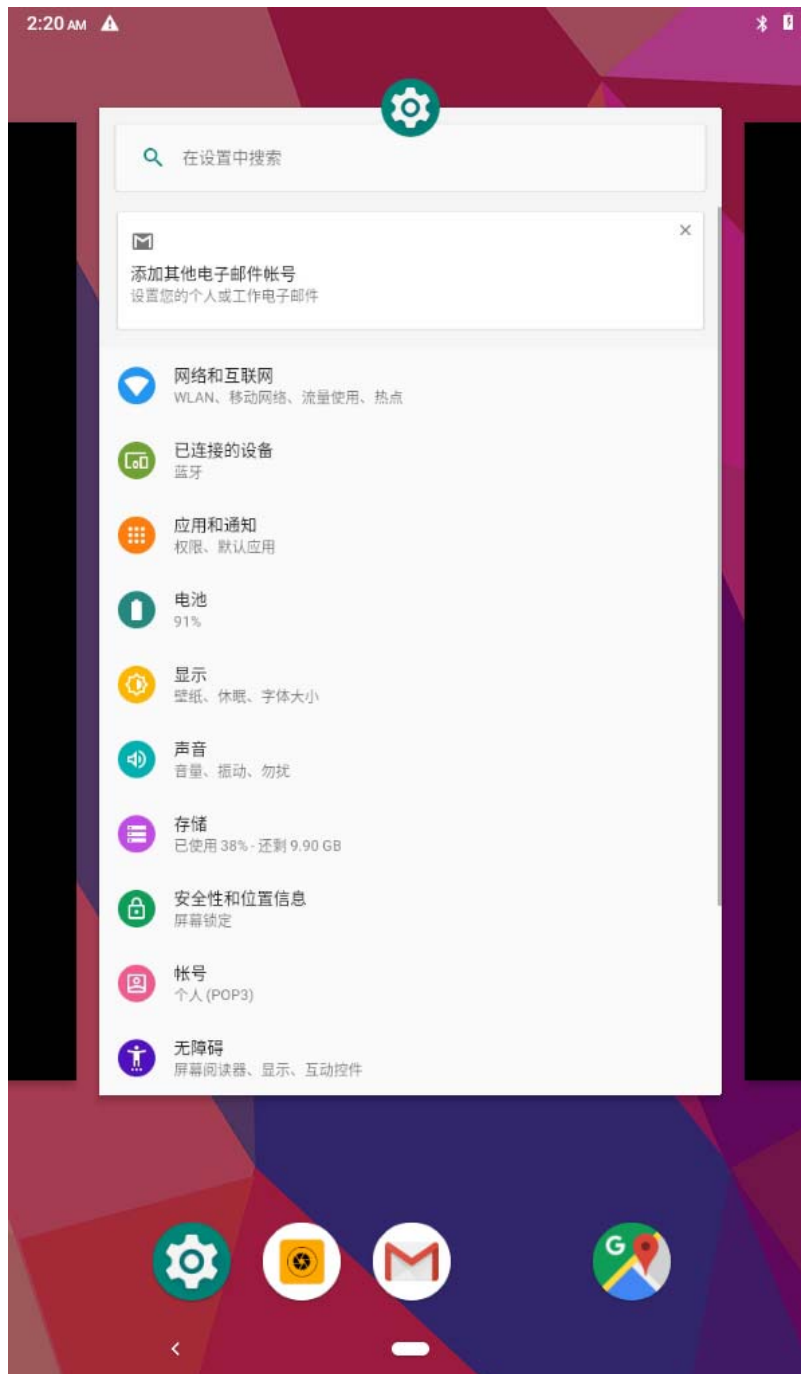 2:20 AM
在设置中搜索
添加其他电子邮件帐号
设置您的个人或工作电子邮件
网络和互联网
WLAN、移动网络、流量使用、热点
已连接的设备
蓝牙
应用和通知
权限、默认应用
电池
91%
显示
壁纸、休眠、字体大小
声音
音量、振动、勿扰
存储
已使用 38% - 还剩 9.90 GB
安全性和位置信息
屏幕锁定
帐号
个人 (POP3)
无障碍
屏幕阅读器、显示、互动控件
G